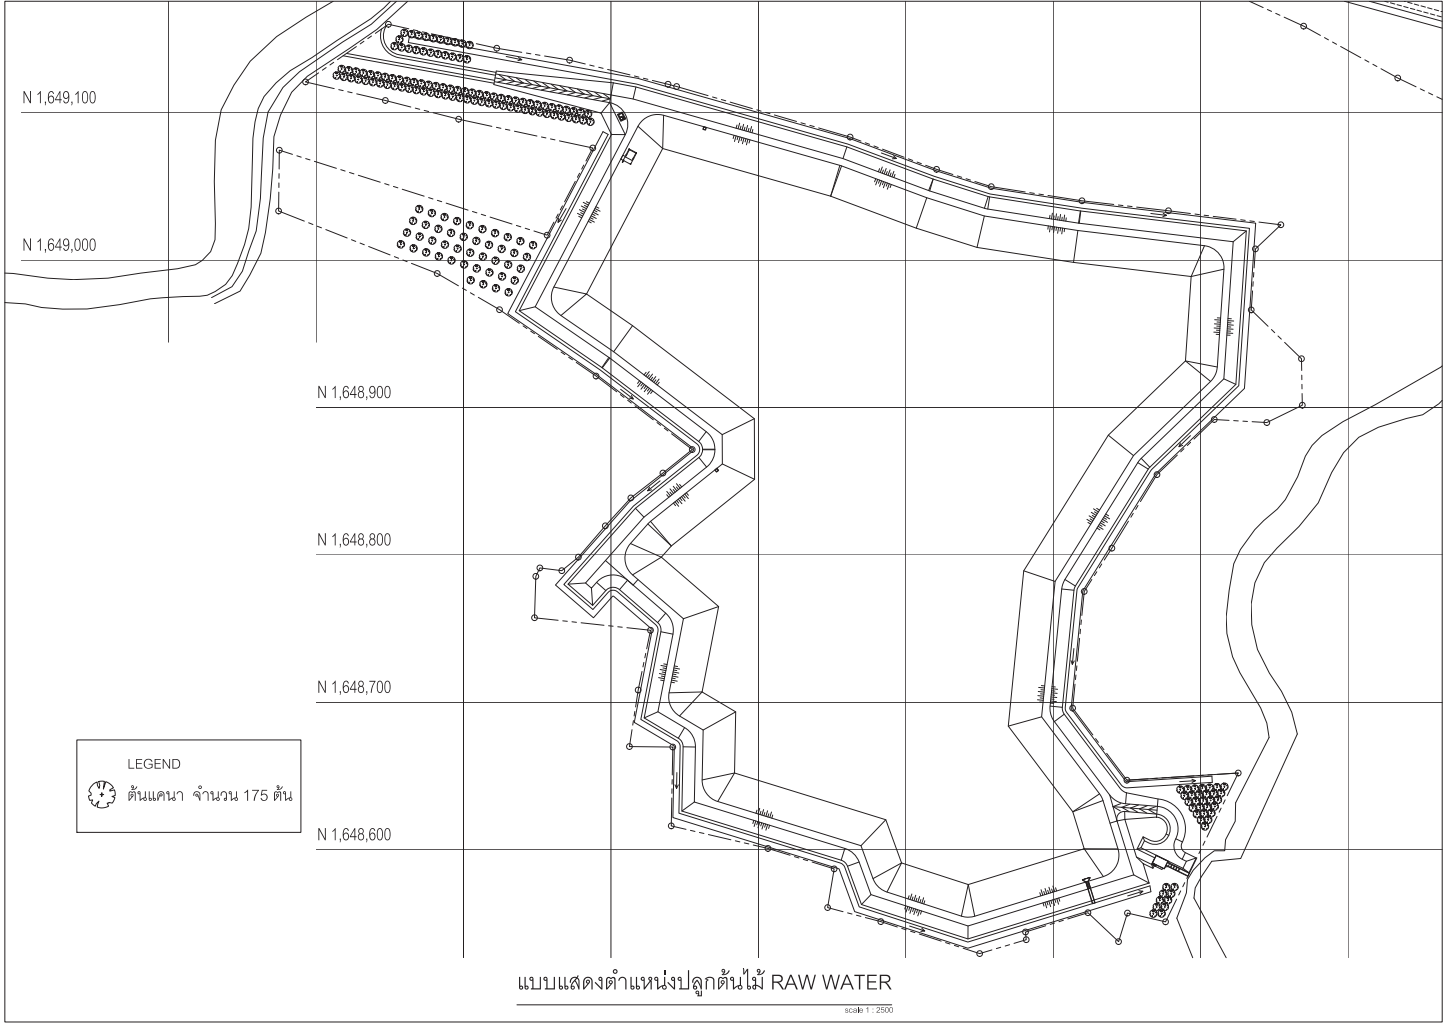 N 1,649,100
N 1,649,000
N 1,648,900
N 1,648,800
N 1,648,700
N 1,648,600
LEGEND
ต้นแคนา จำนวน 175 ต้น
แบบแสดงตำแหน่งปลูกต้นไม้ RAW WATER
scale 1 : 2500